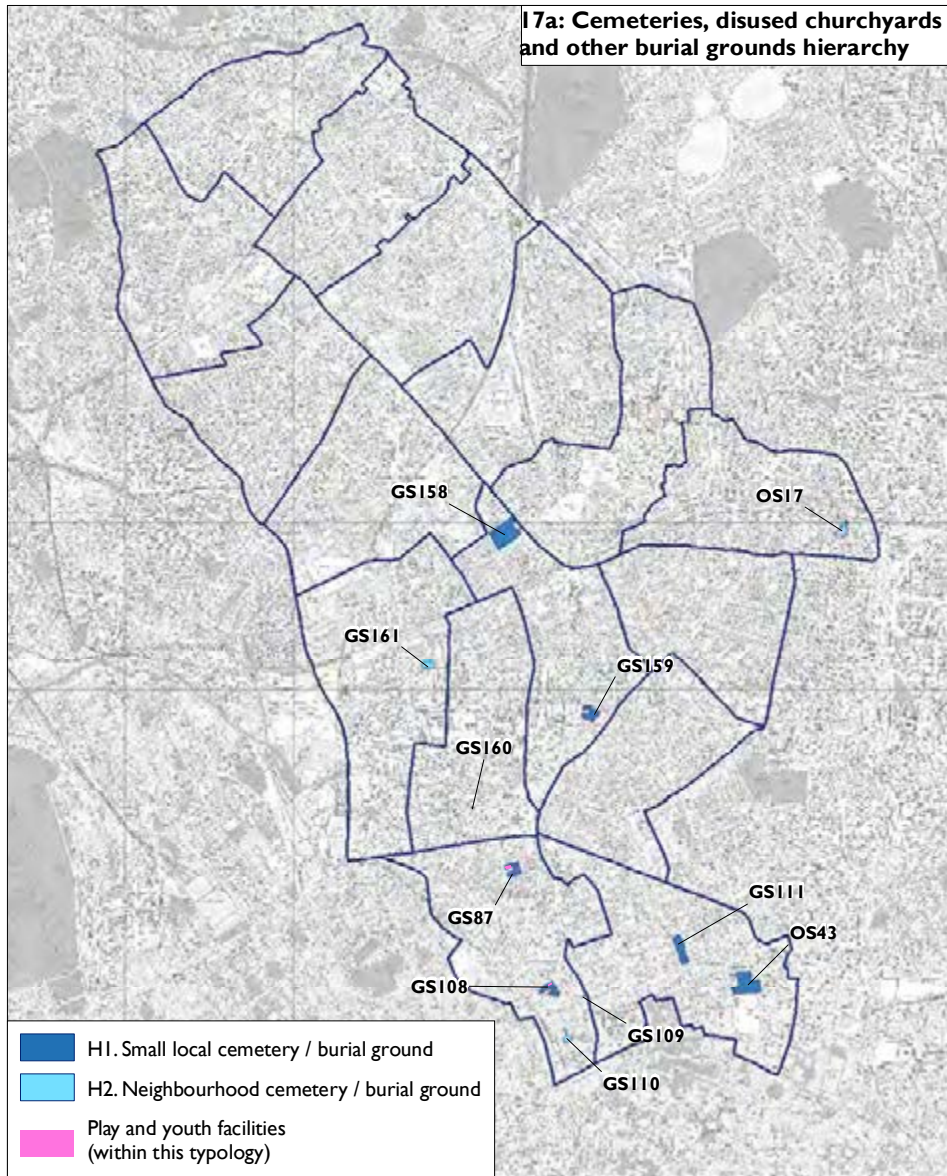 17a: Cemeteries, disused churchyards
and other burial grounds hierarchy
GS158
OS17
GS161
GS159
GS160
GS87
GS111
OS43
GS108
GS109
GS110
H1. Small local cemetery / burial ground
H2. Neighbourhood cemetery / burial ground
Play and youth facilities
(within this typology)